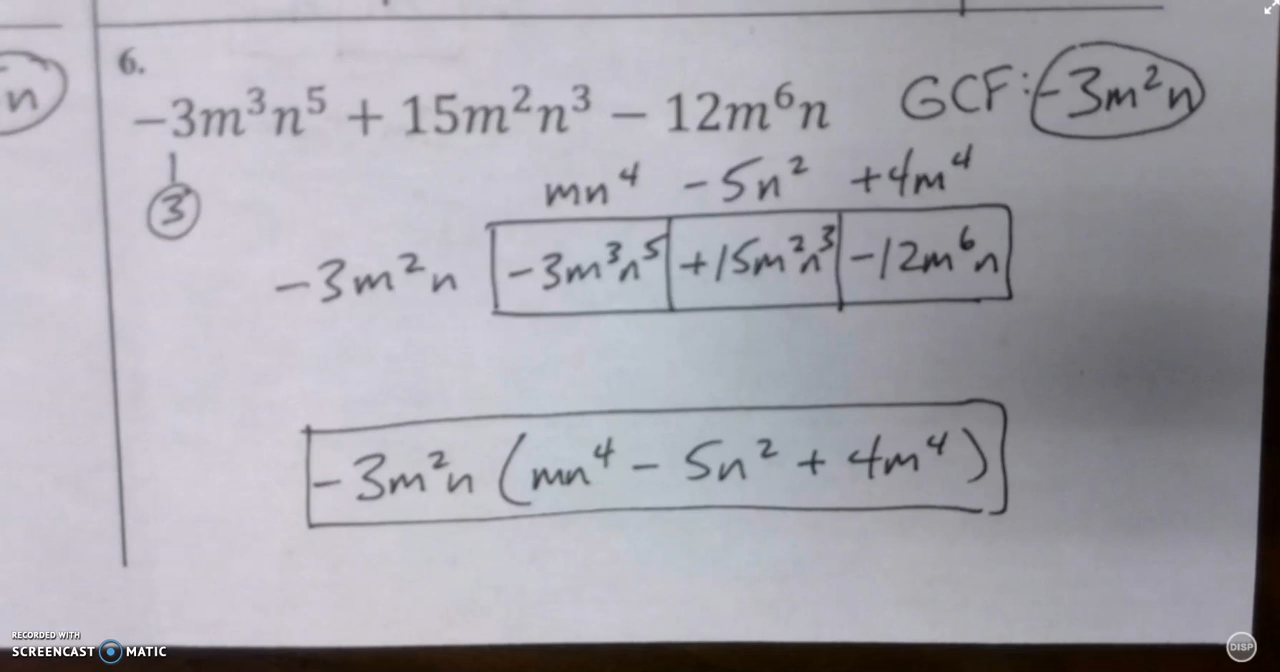 n
6.
−3m³n⁵ + 15m²n³ − 12m⁶n
GCF: -3m²n
3
mn⁴ -5n² +4m⁴
-3m²n -3m³n⁵ +15m²n³ -12m⁶n
-3m²n (mn⁴ - 5n² + 4m⁴)
RECORDED WITH
SCREENCAST MATIC
DISP